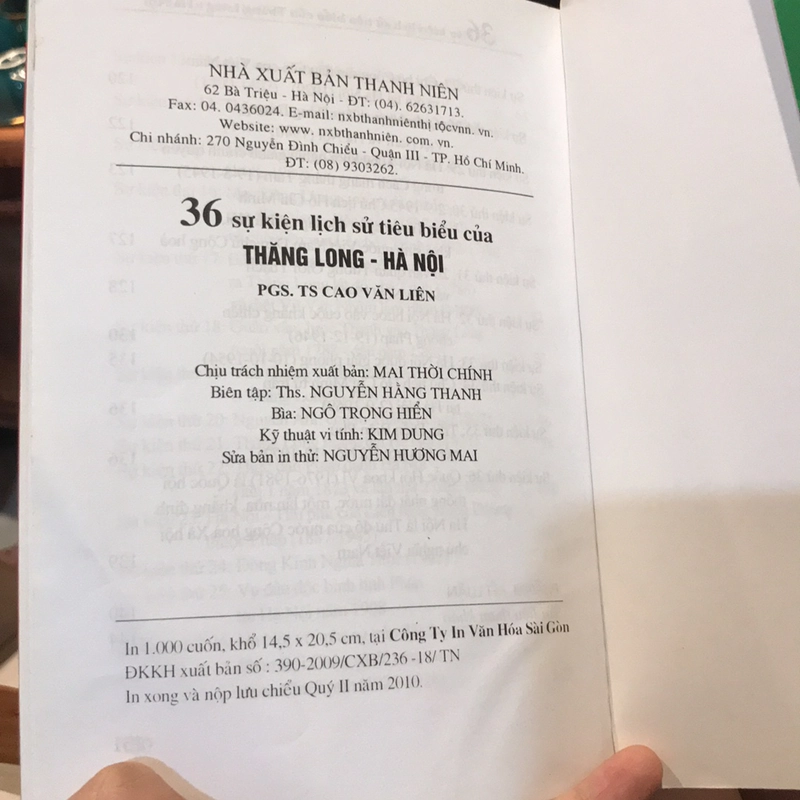 NHÀ XUẤT BẢN THANH NIÊN
62 Bà Triệu - Hà Nội - ĐT: (04). 62631713.
Fax: 04. 0436024. E-mail: nxbthanhniênthị tộcvnn. vn.
Website: www. nxbthanhniên. com. vn.
Chi nhánh: 270 Nguyễn Đình Chiểu - Quận III - TP. Hồ Chí Minh.
ĐT: (08) 9303262.
36 sự kiện lịch sử tiêu biểu của
THĂNG LONG - HÀ NỘI
PGS. TS CAO VĂN LIÊN
Chịu trách nhiệm xuất bản: MAI THỜI CHÍNH
Biên tập: Ths. NGUYỄN HẰNG THANH
Bìa: NGÔ TRỌNG HIỂN
Kỹ thuật vi tính: KIM DUNG
Sửa bản in thử: NGUYỄN HƯƠNG MAI
In 1.000 cuốn, khổ 14,5 x 20,5 cm, tại Công Ty In Văn Hóa Sài Gòn
ĐKKH xuất bản số : 390-2009/CXB/236 -18/ TN
In xong và nộp lưu chiểu Quý II năm 2010.